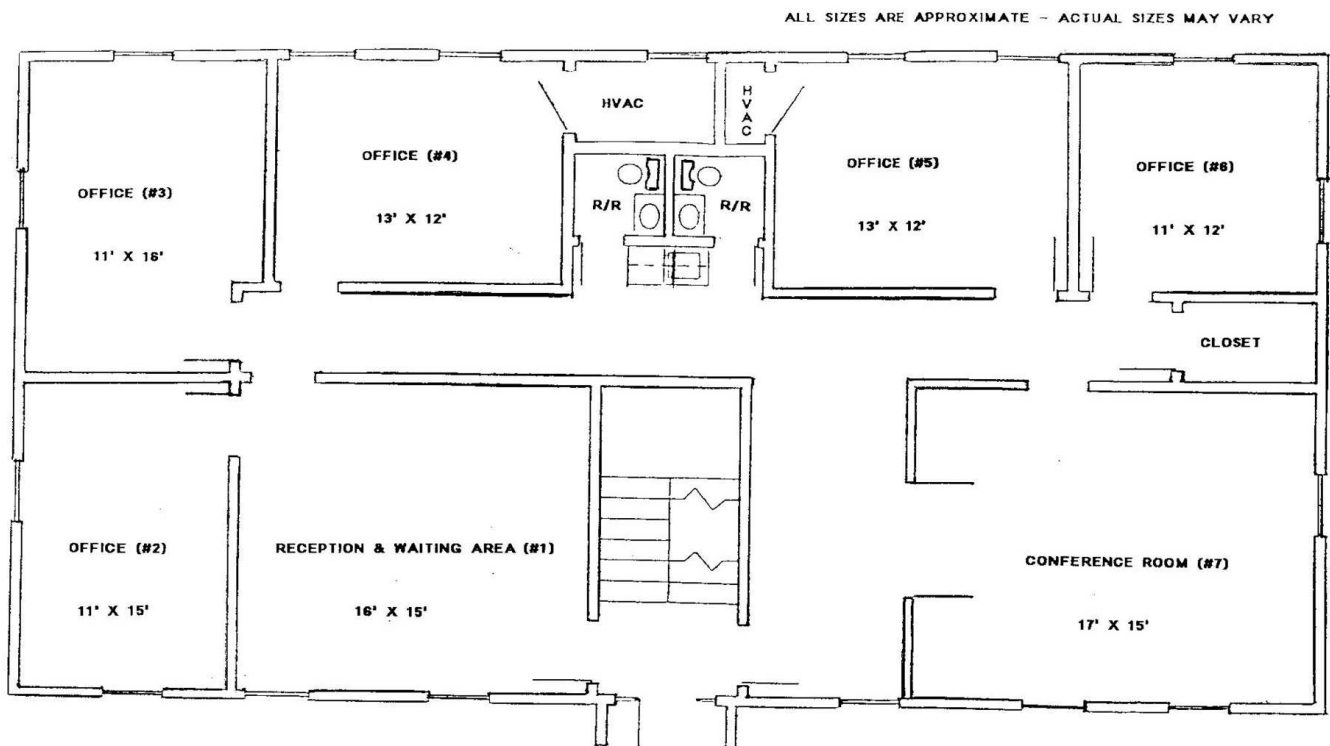 ALL SIZES ARE APPROXIMATE - ACTUAL SIZES MAY VARY
HVAC
HVAC
OFFICE (#4)
13' X 12'
OFFICE (#5)
13' X 12'
OFFICE (#6)
11' X 12'
OFFICE (#3)
11' X 16'
R/R
R/R
CLOSET
OFFICE (#2)
11' X 15'
RECEPTION & WAITING AREA (#1)
16' X 15'
CONFERENCE ROOM (#7)
17' X 15'